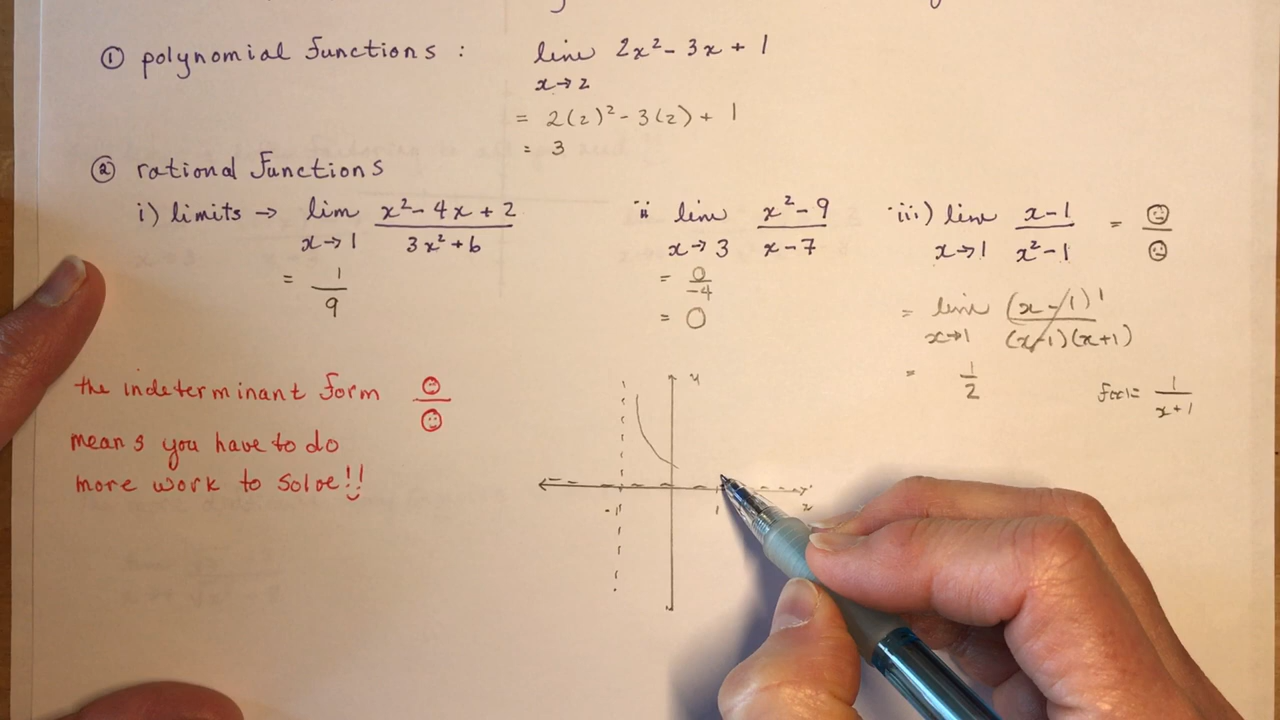 ① polynomial functions : lim 2x² - 3x + 1
x→2
= 2(2)² - 3(2) + 1
= 3
② rational functions
i) limits → lim x→1 (x² - 4x + 2)/(3x² + 6)
= 1/9
ii lim x→3 (x² - 9)/(x - 7)
= 0/-4
= 0
iii) lim x→1 (x - 1)/(x² - 1) = ☺/☹
= lim x→1 (x - 1) 1/(x - 1)(x + 1)
= 1/2
f(x) = 1/(x + 1)
the indeterminant form ☺/☺
means you have to do
more work to solve!!
y
-1 1 x